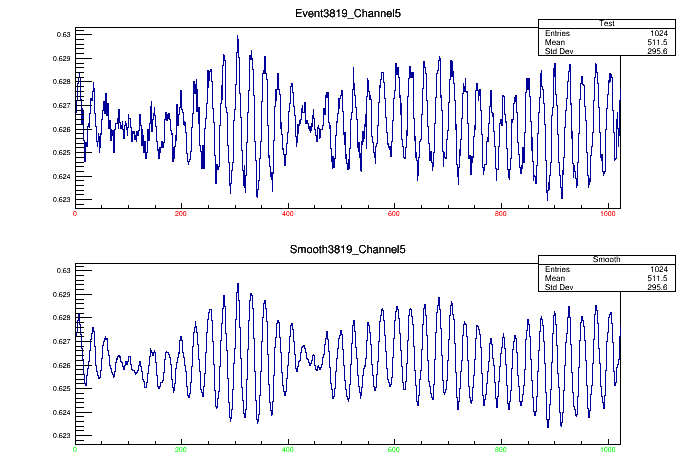 Event3819_Channel5
Test
Entries 1024
Mean 511.5
Std Dev 295.6
0.63
0.629
0.628
0.627
0.626
0.625
0.624
0.623
0 200 400 600 800 1000
Smooth3819_Channel5
Smooth
Entries 1024
Mean 511.5
Std Dev 295.6
0.63
0.629
0.628
0.627
0.626
0.625
0.624
0.623
0 200 400 600 800 1000